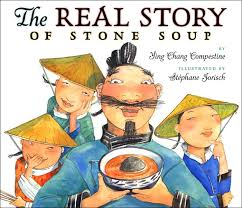 The REAL STORY
OF STONE SOUP
BY
Ying Chang Compestine
ILLUSTRATED BY
Stéphane Jorisch